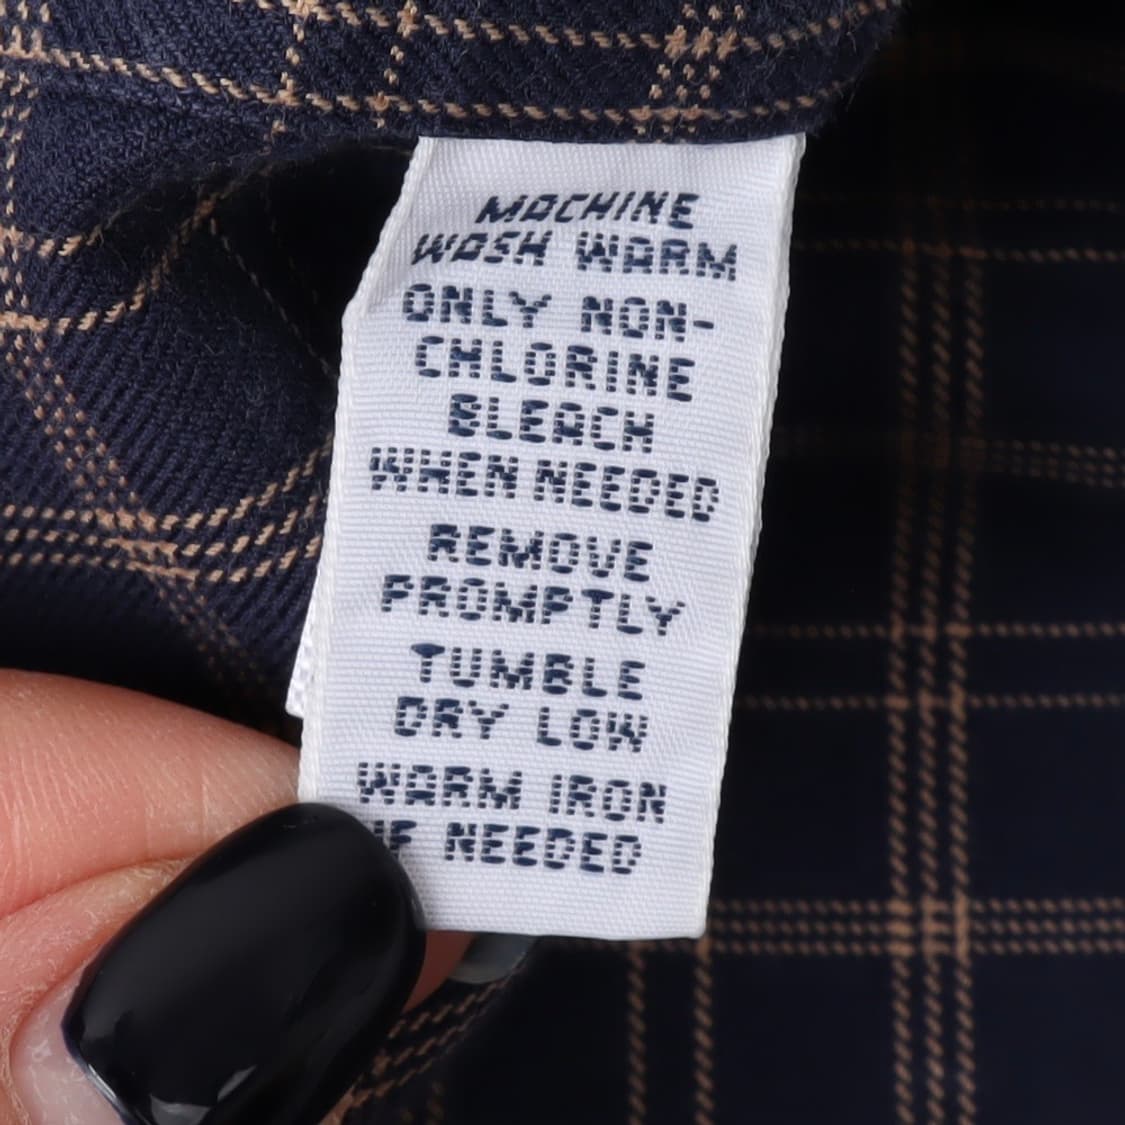 MACHINE
WASH WARM
ONLY NON-
CHLORINE
BLEACH
WHEN NEEDED
REMOVE
PROMPTLY
TUMBLE
DRY LOW
WARM IRON
IF NEEDED